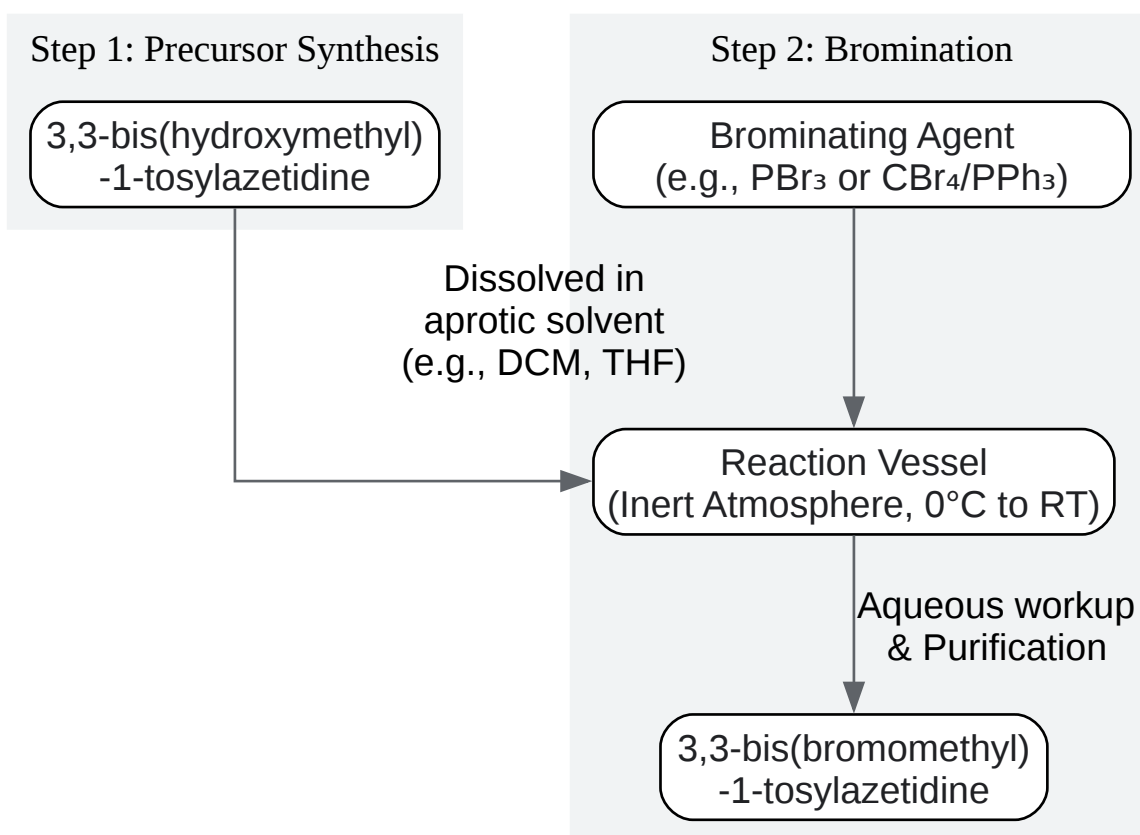 Step 1: Precursor Synthesis
3,3-bis(hydroxymethyl)
-1-tosylazetidine
Step 2: Bromination
Brominating Agent
(e.g., PBr₃ or CBr₄/PPh₃)
Dissolved in
aprotic solvent
(e.g., DCM, THF)
Reaction Vessel
(Inert Atmosphere, 0°C to RT)
Aqueous workup
& Purification
3,3-bis(bromomethyl)
-1-tosylazetidine